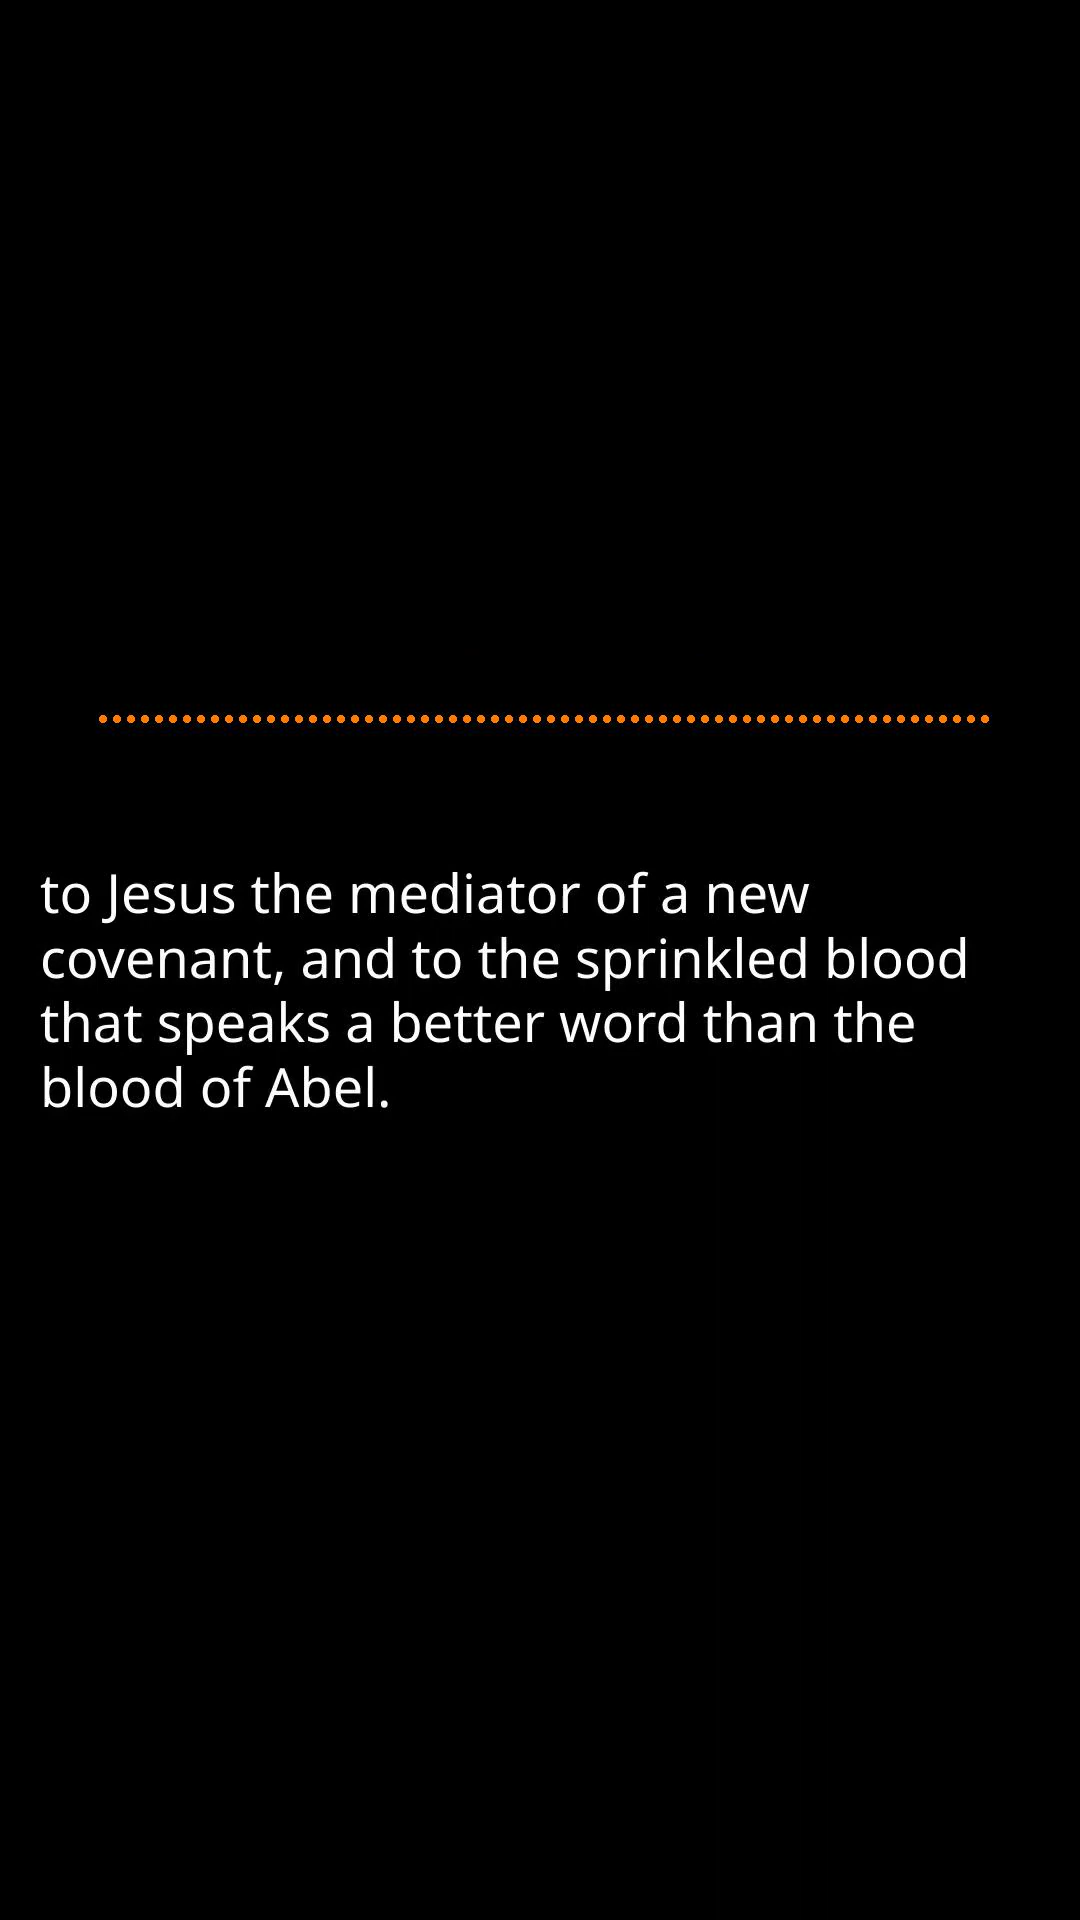 to Jesus the mediator of a new
covenant, and to the sprinkled blood
that speaks a better word than the
blood of Abel.